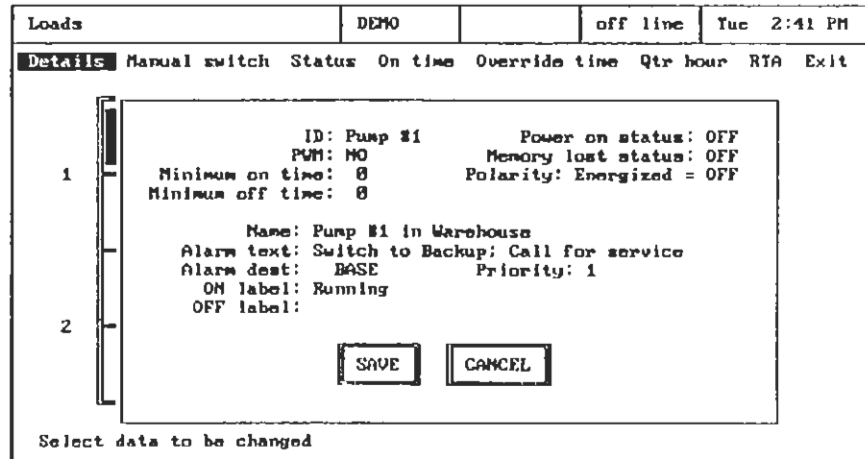 Loads DEMO off line Tue 2:41 PM
Details Manual switch Status On time Override time Qtr hour RTA Exit
ID: Pump #1 Power on status: OFF
PWM: NO Memory lost status: OFF
1 Minimum on time: 0 Polarity: Energized = OFF
Minimum off time: 0
Name: Pump #1 in Warehouse
Alarm text: Switch to Backup; Call for service
Alarm dest: BASE Priority: 1
ON label: Running
OFF label:
2
SAVE CANCEL
Select data to be changed